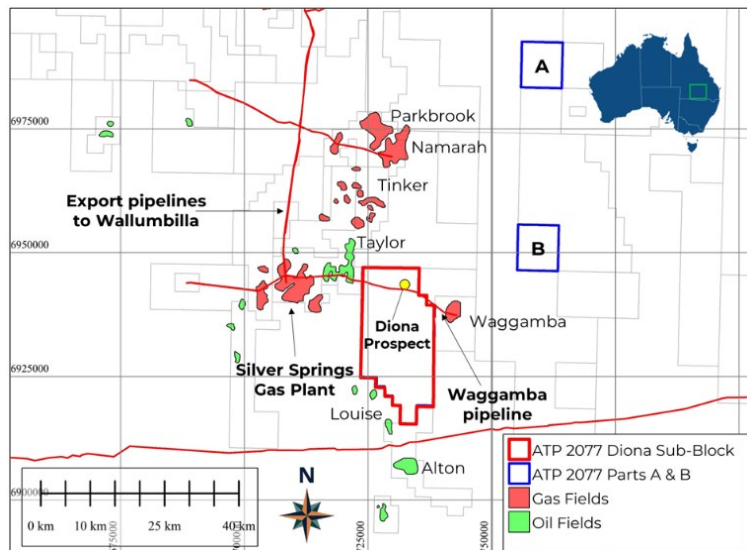 A
Parkbrook
6975000
Namarah
Tinker
Export pipelines
to Wallumbilla
Taylor
B
6950000
Diona
Prospect
Waggamba
Silver Springs
Gas Plant
6925000
Waggamba
pipeline
Louise
ATP 2077 Diona Sub-Block
ATP 2077 Parts A & B
Gas Fields
Oil Fields
Alton
N
0 km 10 km 25 km 40 km
725000